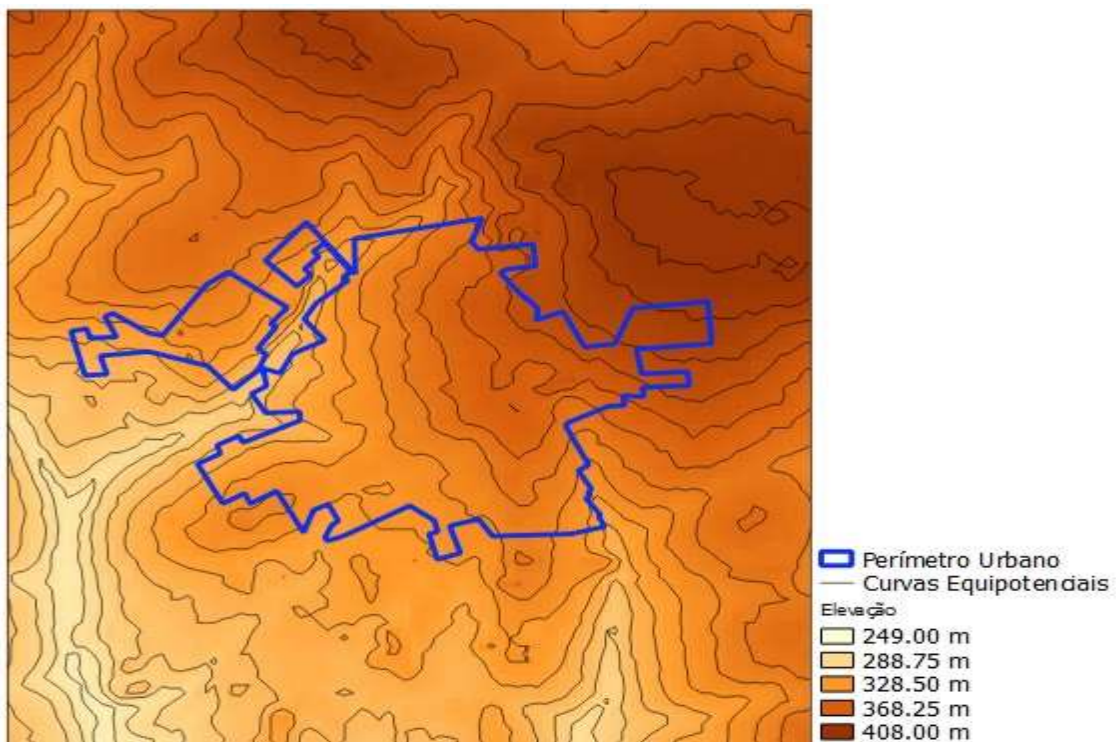 Perímetro Urbano
Curvas Equipotenciais
Elevação
249.00 m
288.75 m
328.50 m
368.25 m
408.00 m